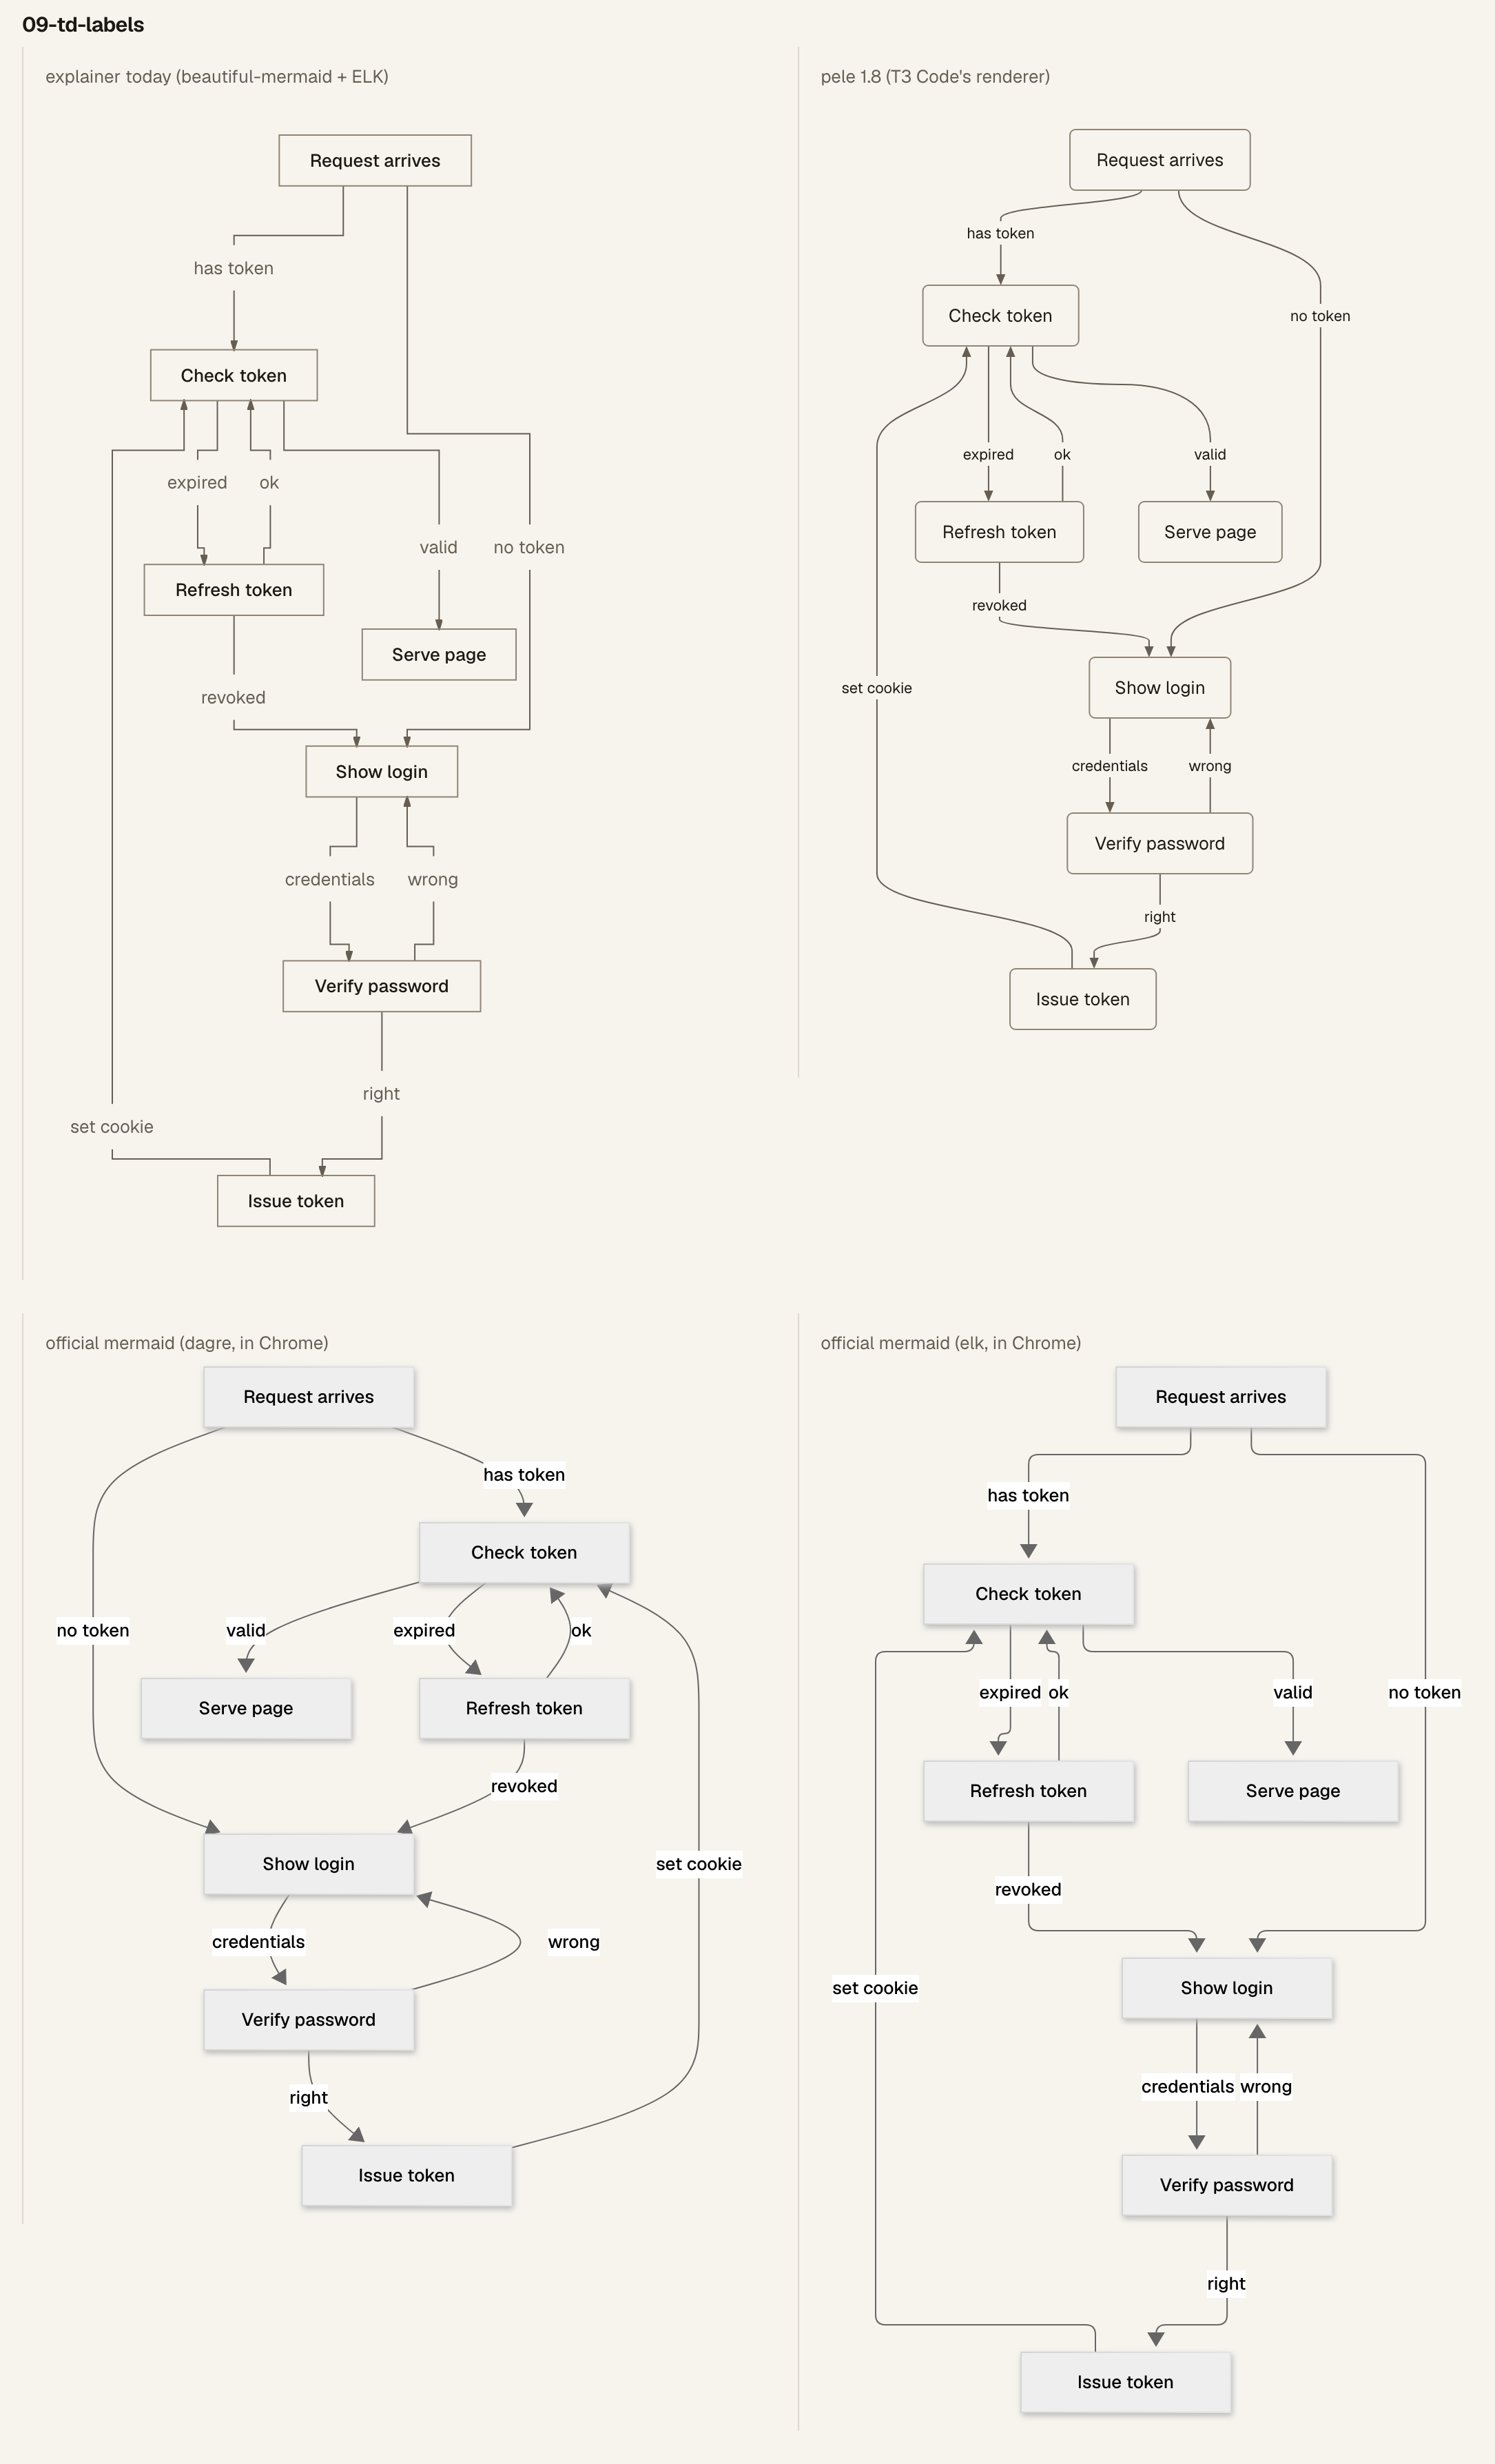 09-td-labels
explainer today (beautiful-mermaid + ELK)
Request arrives
has token
Check token
expired
ok
valid
no token
Refresh token
Serve page
revoked
Show login
credentials
wrong
Verify password
right
set cookie
Issue token
pele 1.8 (T3 Code's renderer)
Request arrives
has token
Check token
no token
expired
ok
valid
Refresh token
Serve page
revoked
set cookie
Show login
credentials
wrong
Verify password
right
Issue token
official mermaid (dagre, in Chrome)
Request arrives
has token
Check token
no token
valid
expired
ok
Serve page
Refresh token
revoked
Show login
set cookie
credentials
wrong
Verify password
right
Issue token
official mermaid (elk, in Chrome)
Request arrives
has token
Check token
expired
ok
valid
no token
Refresh token
Serve page
revoked
set cookie
Show login
credentials
wrong
Verify password
right
Issue token